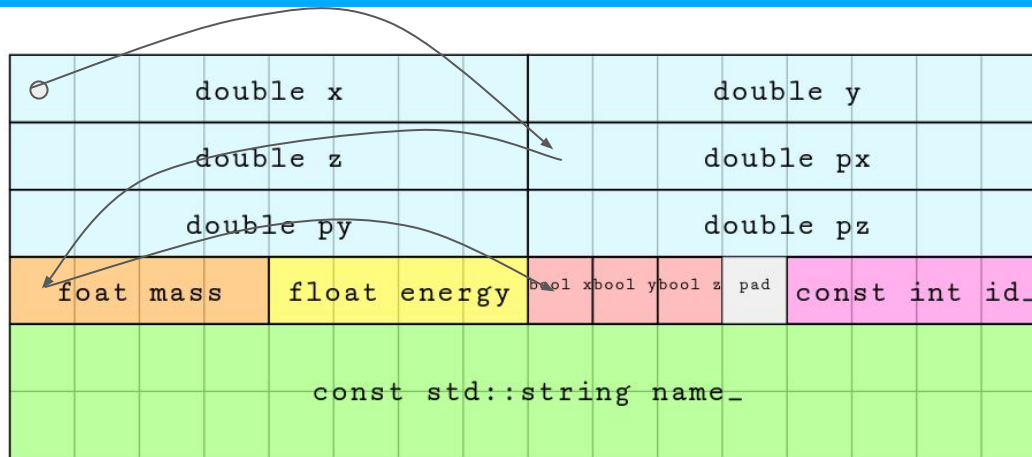 double x double y
double z double px
double py double pz
foat mass float energy bool x bool y bool z pad const int id_
const std::string name_